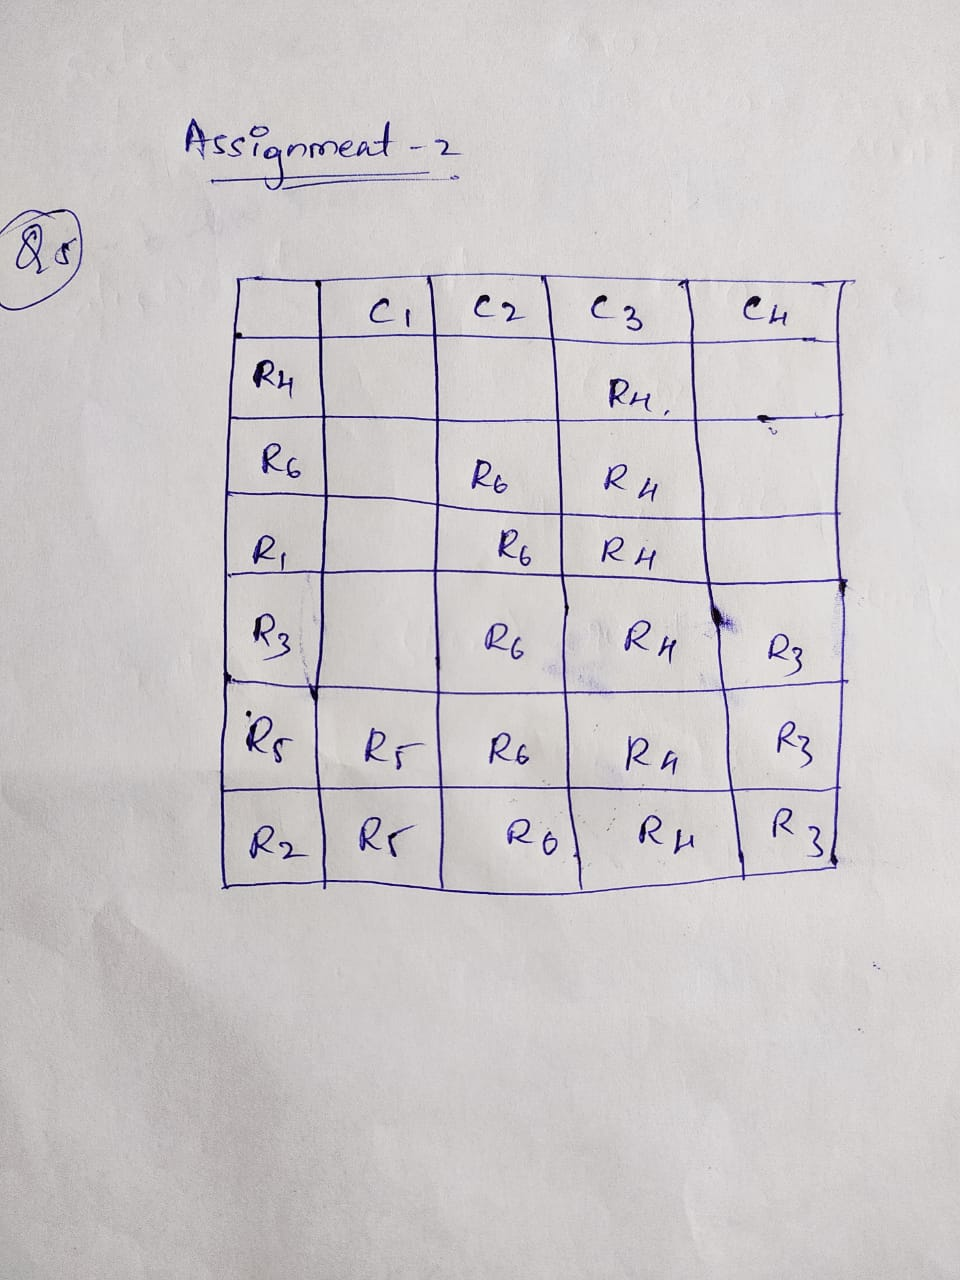 Assignment - 2
Q5
C1 C2 C3 C4
R4 R4.
R6 R6 R4
R1 R6 R4
R3 R6 R4 R3
R5 R5 R6 R4 R3
R2 R5 R6 R4 R3